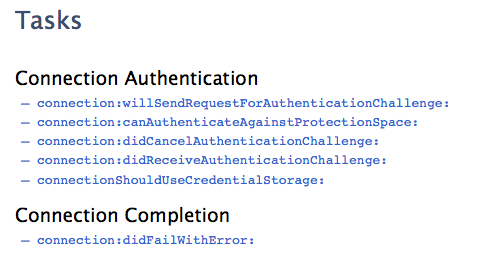 Tasks
Connection Authentication
– connection:willSendRequestForAuthenticationChallenge:
– connection:canAuthenticateAgainstProtectionSpace:
– connection:didCancelAuthenticationChallenge:
– connection:didReceiveAuthenticationChallenge:
– connectionShouldUseCredentialStorage:
Connection Completion
– connection:didFailWithError: